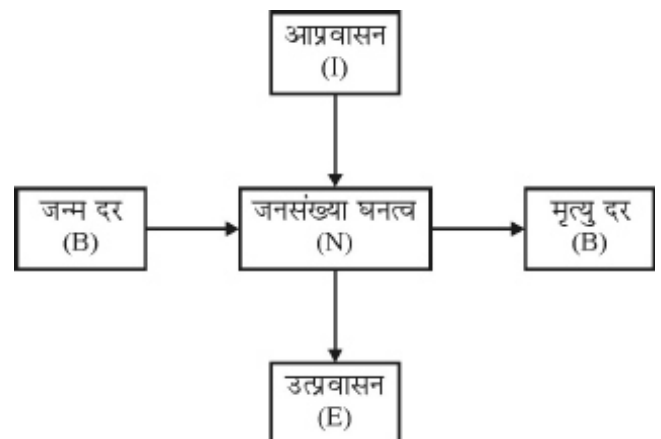 आप्रवासन
(I)
जन्म दर
(B)
जनसंख्या घनत्व
(N)
मृत्यु दर
(B)
उत्प्रवासन
(E)